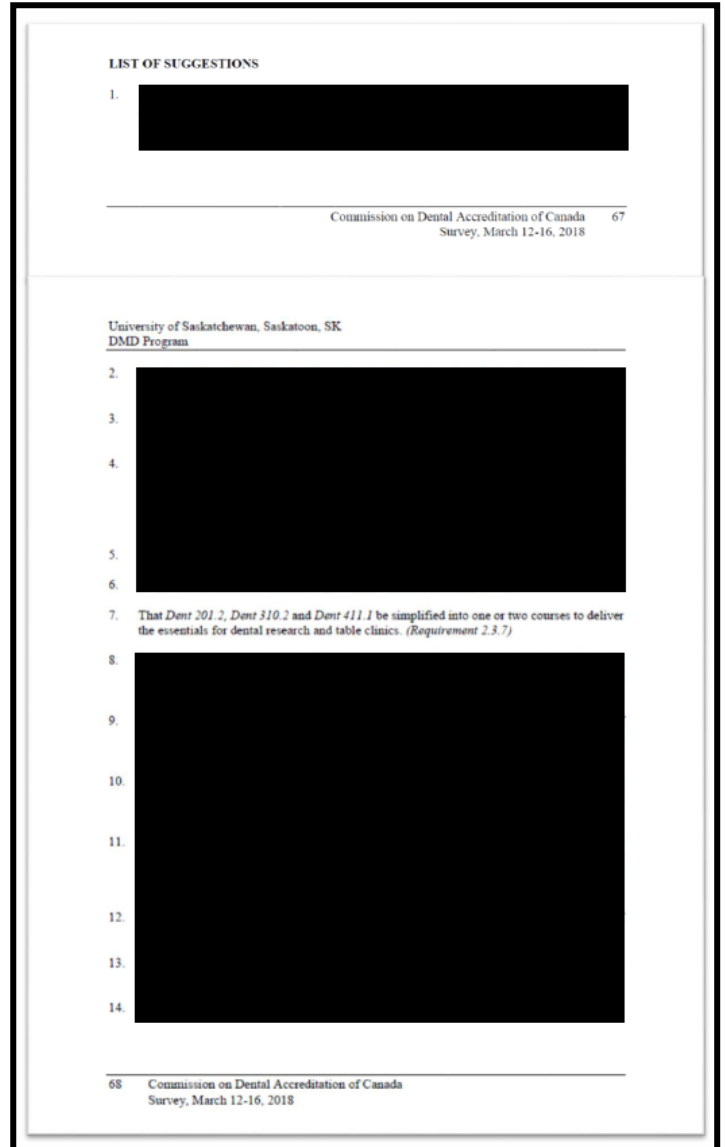 LIST OF SUGGESTIONS
1.
Commission on Dental Accreditation of Canada 67
Survey, March 12-16, 2018
University of Saskatchewan, Saskatoon, SK
DMD Program
2.
3.
4.
5.
6.
7. That Dent 201.2, Dent 310.2 and Dent 411.1 be simplified into one or two courses to deliver
the essentials for dental research and table clinics. (Requirement 2.3.7)
8.
9.
10.
11.
12.
13.
14.
68 Commission on Dental Accreditation of Canada
Survey, March 12-16, 2018